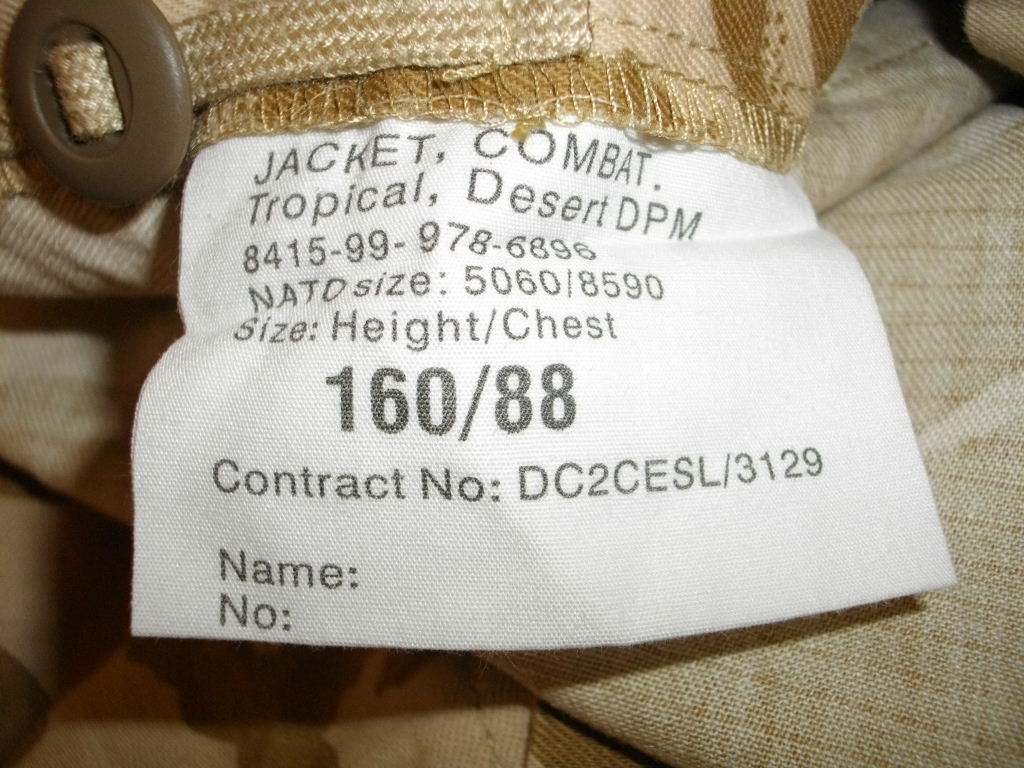 JACKET, COMBAT.
Tropical, Desert DPM
8415-99-978-6896
NATO size: 5060/8590
Size: Height/Chest
160/88
Contract No: DC2CESL/3129
Name:
No: